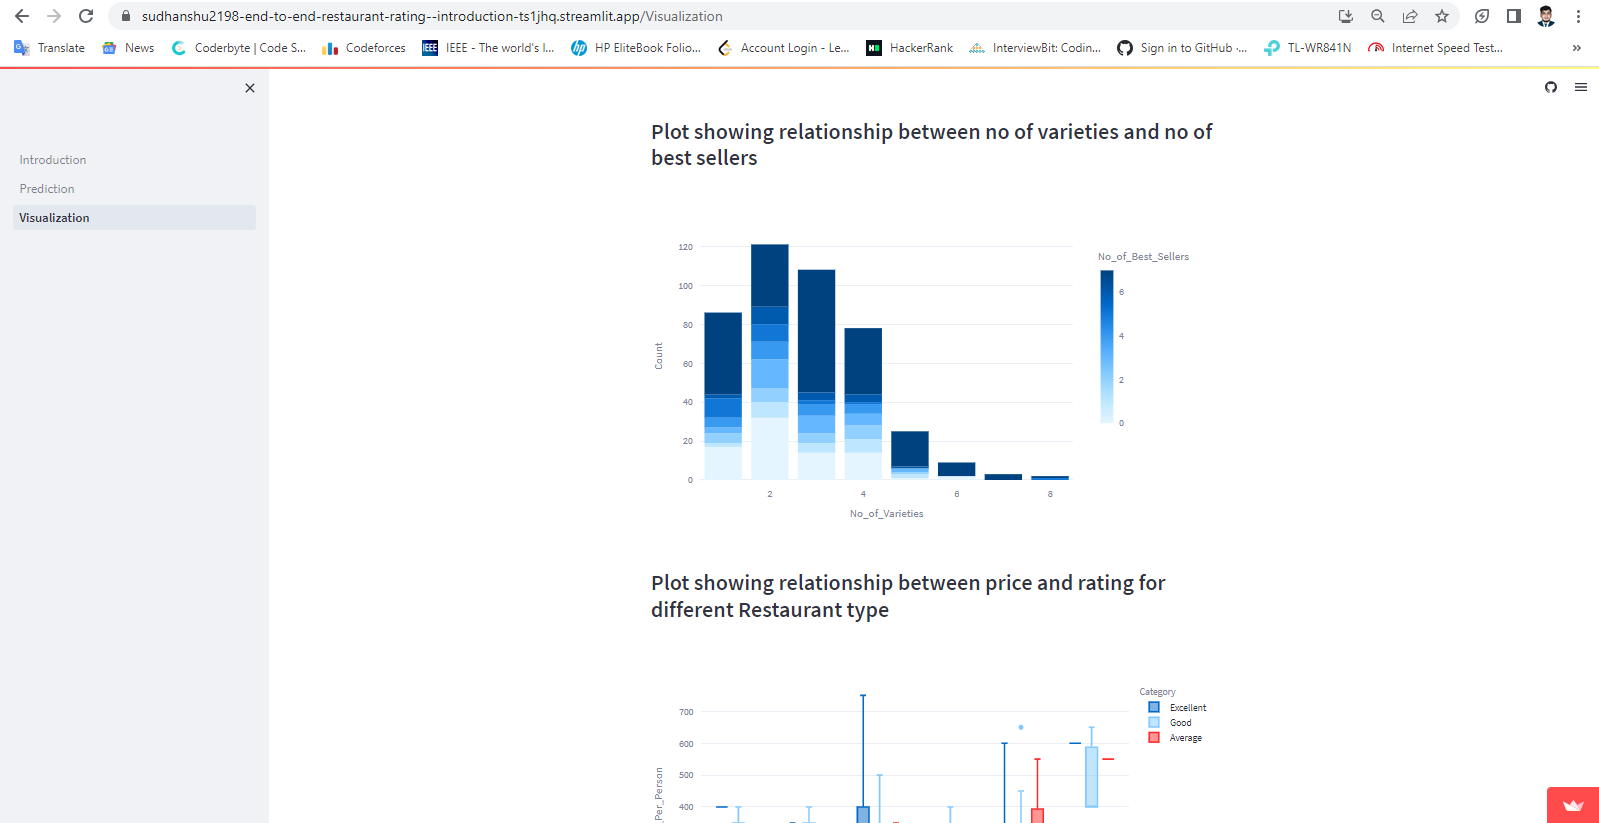 sudhanshu2198-end-to-end-restaurant-rating--introduction-ts1jhq.streamlit.app/Visualization
Translate News Coderbyte | Code S... Codeforces IEEE IEEE - The world's l... hp HP EliteBook Folio... Account Login - Le... HackerRank InterviewBit: Codin... Sign in to GitHub ·... TL-WR841N Internet Speed Test... »
Introduction
Prediction
Visualization
Plot showing relationship between no of varieties and no of
best sellers
No_of_Best_Sellers
6
4
2
0
120
100
80
60
40
20
0
Count
2 4 6 8
No_of_Varieties
Plot showing relationship between price and rating for
different Restaurant type
Category
Excellent
Good
Average
700
600
500
400
_Per_Person